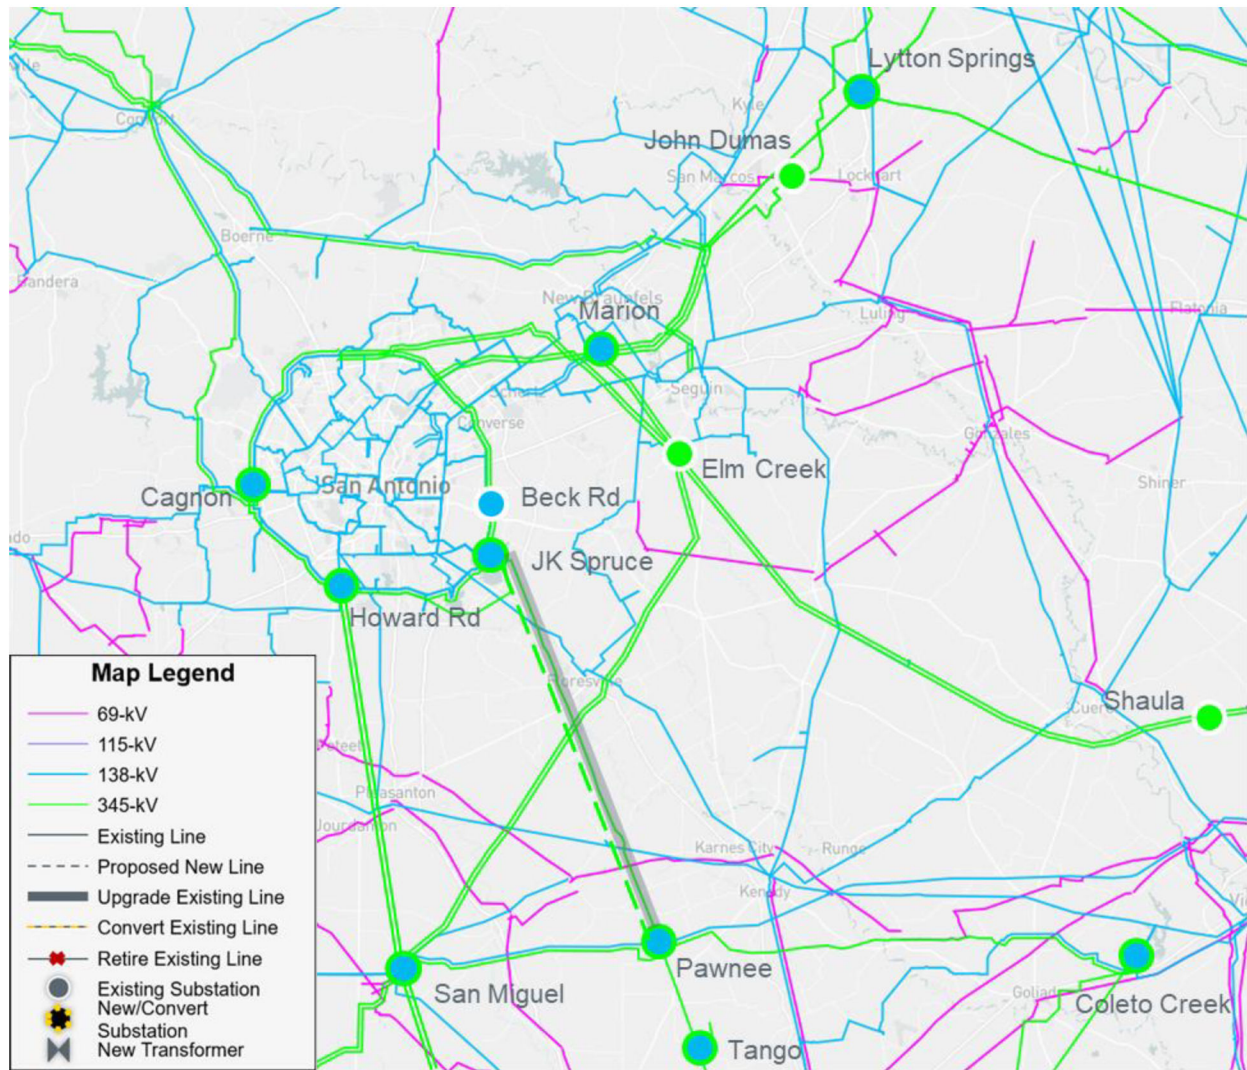 Lytton Springs
Kyle
John Dumas
San Marcos
Lockhart
Comfort
Boerne
Bandera
New Braunfels
Marion
Luling
Flatonia
Seguin
Schertz
Converse
Gonzales
Elm Creek
Cagnon
San Antonio
Beck Rd
Shiner
JK Spruce
Howard Rd
Floresville
Shaula
Cuero
Poteet
Pleasanton
Jourdanton
Karnes City
Runge
Kenedy
Pawnee
San Miguel
Goliad
Coleto Creek
Tango
Map Legend
69-kV
115-kV
138-kV
345-kV
Existing Line
Proposed New Line
Upgrade Existing Line
Convert Existing Line
Retire Existing Line
Existing Substation
New/Convert
Substation
New Transformer